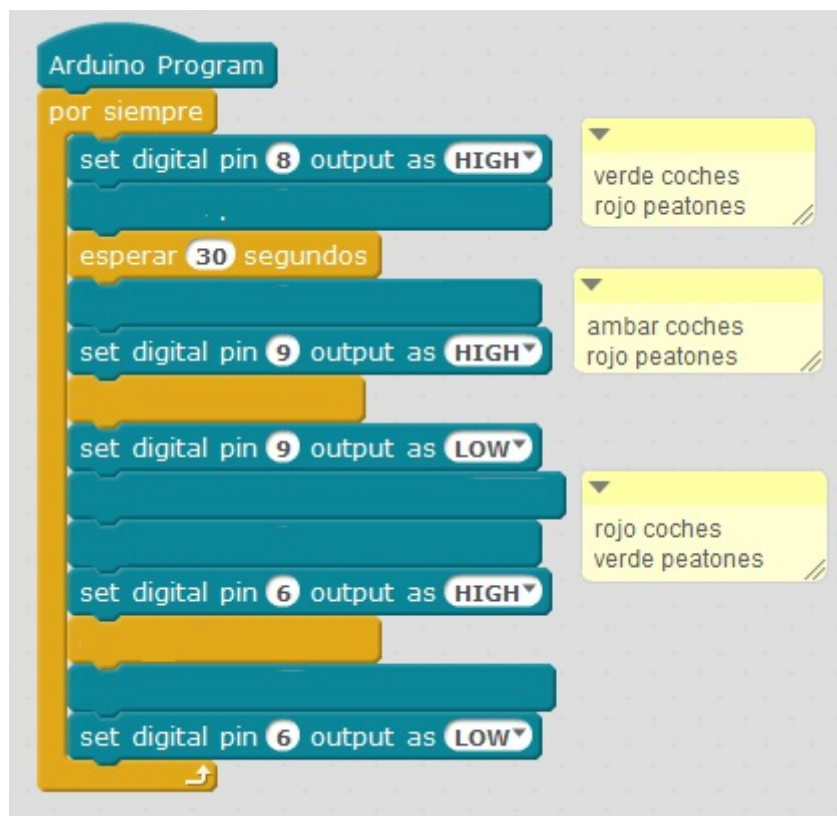 Arduino Program
por siempre
set digital pin 8 output as HIGH
verde coches
rojo peatones
esperar 30 segundos
ambar coches
rojo peatones
set digital pin 9 output as HIGH
set digital pin 9 output as LOW
rojo coches
verde peatones
set digital pin 6 output as HIGH
set digital pin 6 output as LOW